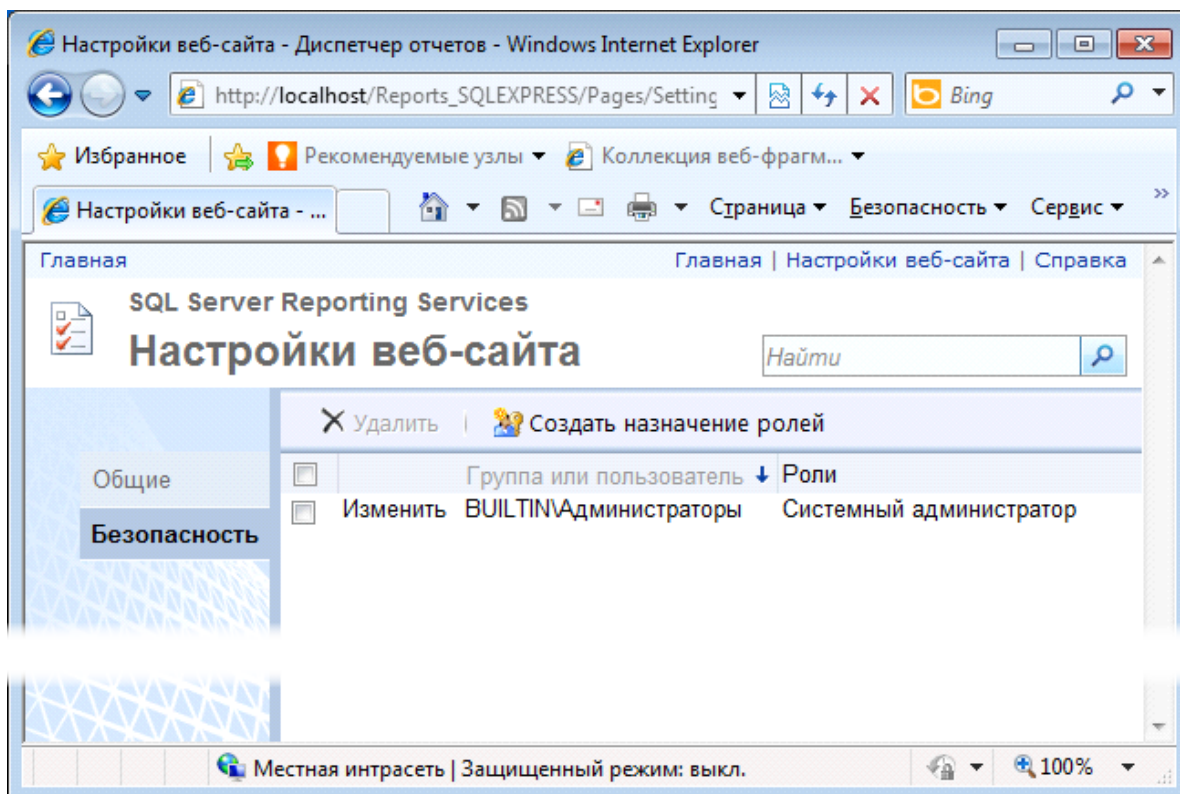 Настройки веб-сайта - Диспетчер отчетов - Windows Internet Explorer
http://localhost/Reports_SQLEXPRESS/Pages/Setting
Bing
Избранное
Рекомендуемые узлы
Коллекция веб-фрагм...
Настройки веб-сайта - ...
Страница
Безопасность
Сервис
Главная
Главная | Настройки веб-сайта | Справка
SQL Server Reporting Services
Настройки веб-сайта
Найти
Удалить
Создать назначение ролей
Общие
Безопасность
Группа или пользователь Роли
Изменить BUILTIN\Администраторы Системный администратор
Местная интрасеть | Защищенный режим: выкл.
100%